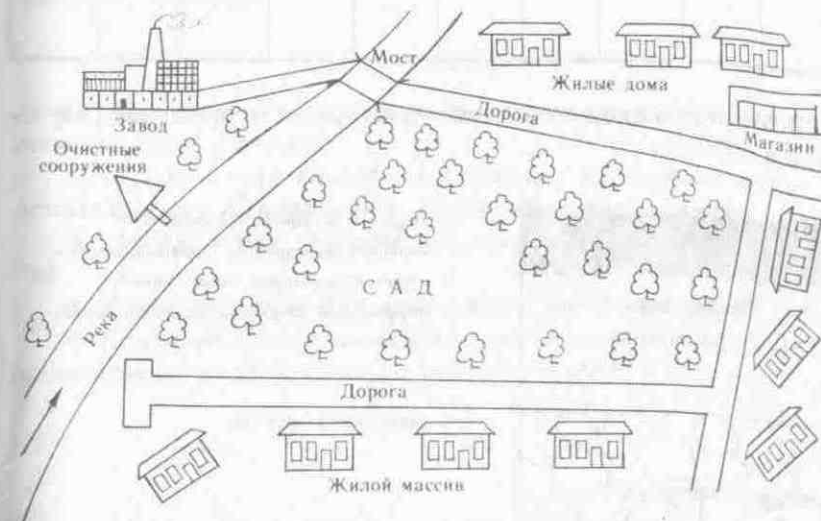 Мост
Жилые дома
Завод
Дорога
Магазин
Очистные
сооружения
САД
Река
Дорога
Жилой массив